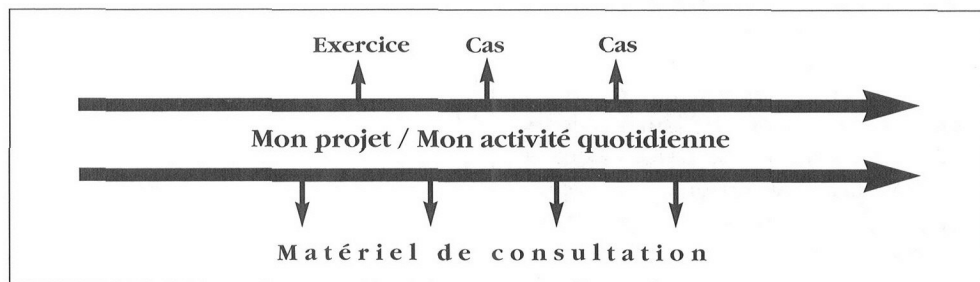 Exercice Cas Cas
Mon projet / Mon activité quotidienne
Matériel de consultation